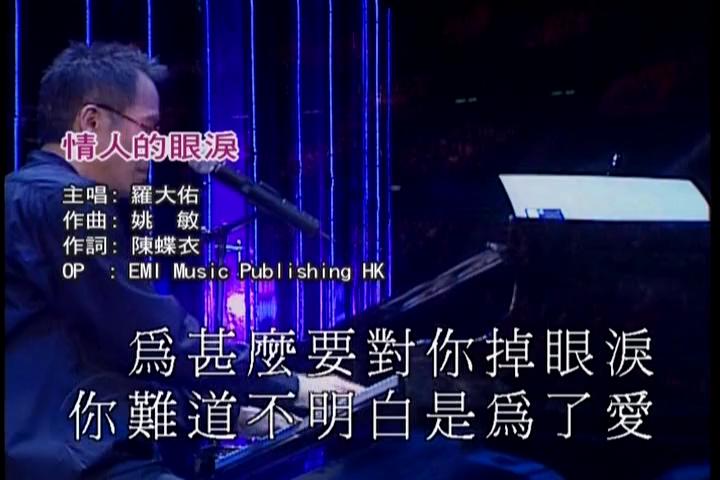 情人的眼淚
主唱: 羅大佑
作曲: 姚　敏
作詞: 陳蝶衣
OP : EMI Music Publishing HK
爲甚麼要對你掉眼淚
你難道不明白是爲了愛